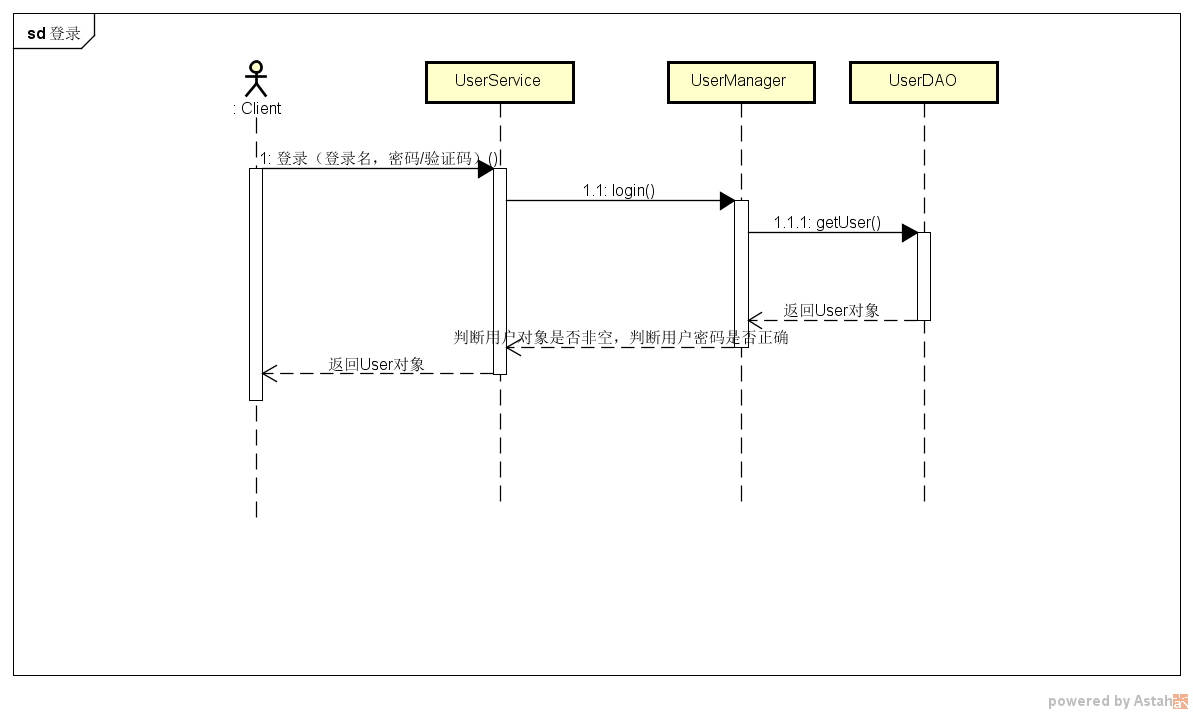 sd 登录
: Client
UserService
UserManager
UserDAO
1: 登录（登录名，密码/验证码）()
1.1: login()
1.1.1: getUser()
返回User对象
判断用户对象是否非空，判断用户密码是否正确
返回User对象
powered by Astah